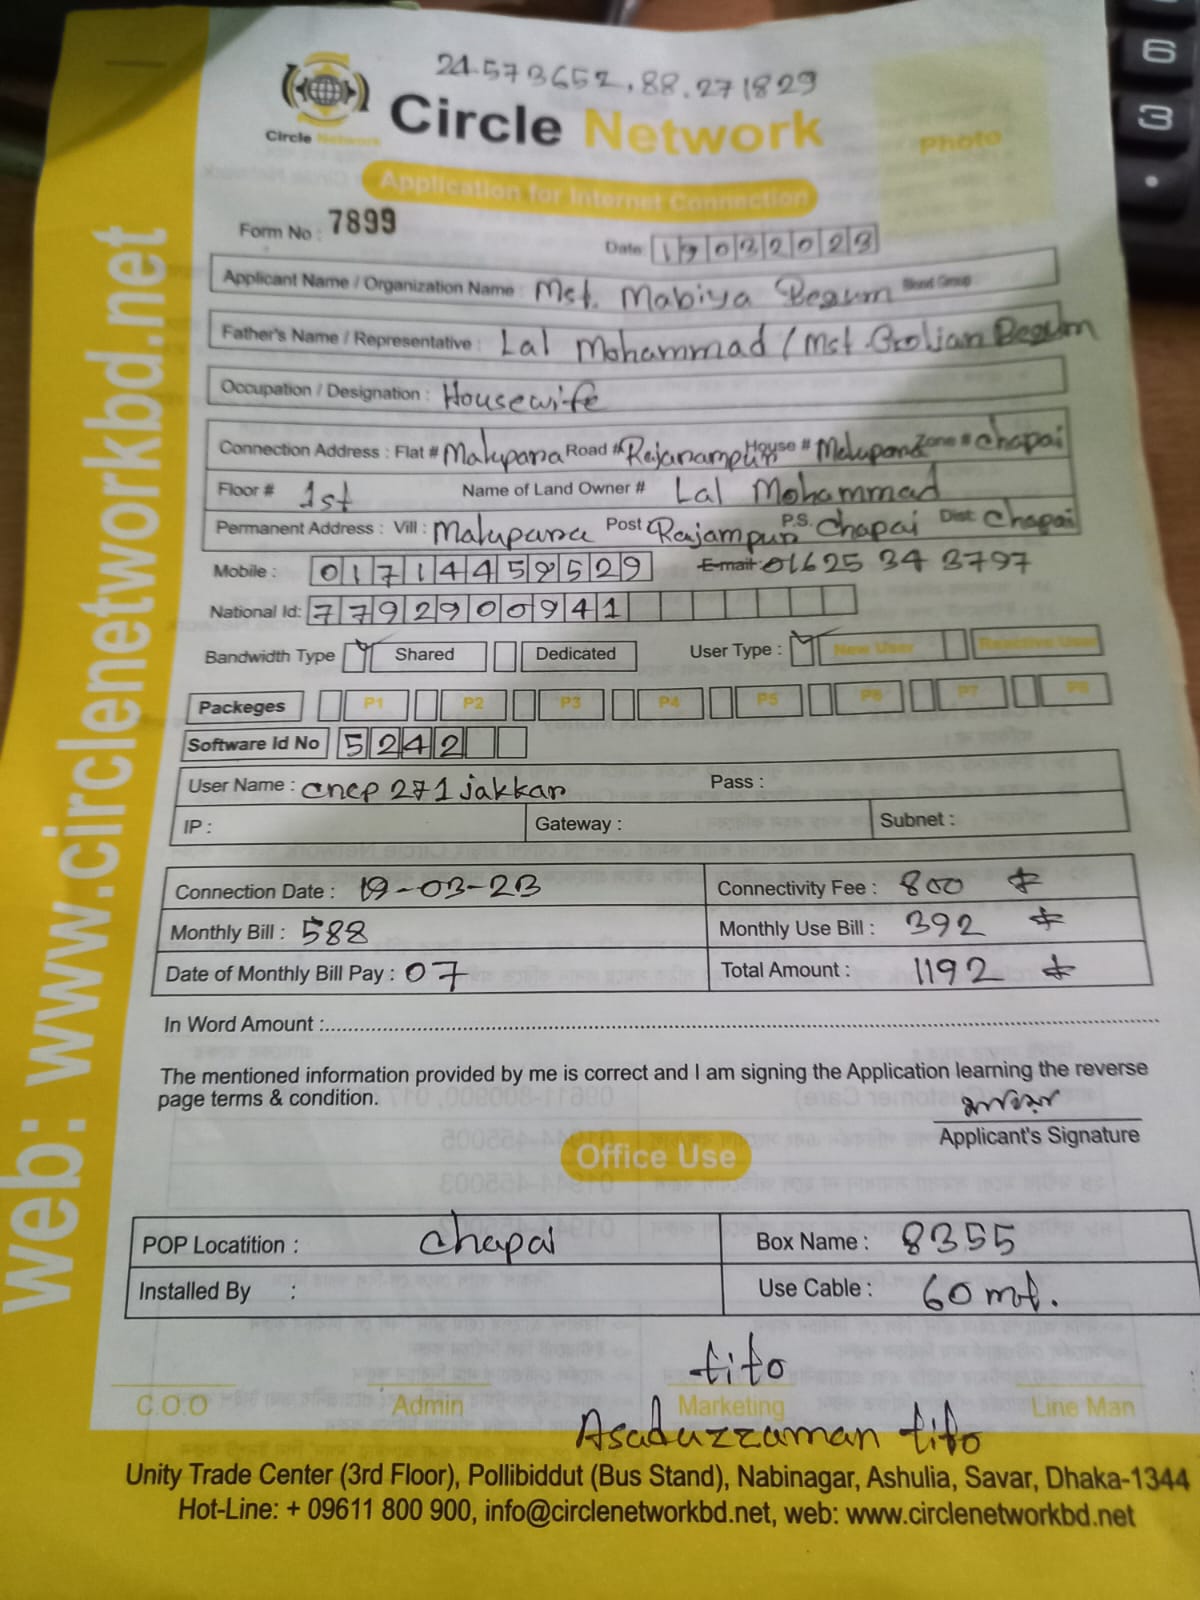 24.573652, 88.271829
Circle Network
Circle Network
Photo
Application for Internet Connection
Form No : 7899
Date: 19032023
Applicant Name / Organization Name : Mst. Mabiya Begum Blood Group
Father's Name / Representative : Lal Mohammad / Mst. Begum
Occupation / Designation : Housewife
Connection Address : Flat # Malupara Road # Rajarampur House # Malupara Zone # Chapai
Floor # 1st Name of Land Owner # Lal Mohammad
Permanent Address : Vill : Malupara Post Rajampur P.S. Chapai Dist: Chapai
Mobile : 01714459529 E-mail: 01625 34 3797
National Id: 7792900941
Bandwidth Type Shared Dedicated User Type : New User Reactive User
Packeges P1 P2 P3 P4 P5 P6 P7 P8
Software Id No 5242
User Name : cncp 271 jakkar Pass :
IP : Gateway : Subnet :
Connection Date : 19-03-23 Connectivity Fee : 800
Monthly Bill : 588 Monthly Use Bill : 392
Date of Monthly Bill Pay : 07 Total Amount : 1192
In Word Amount :
The mentioned information provided by me is correct and I am signing the Application learning the reverse
page terms & condition.
Applicant's Signature
Office Use
POP Locatition : Chapai Box Name : 8355
Installed By : Use Cable : 60 mt.
tito
C.O.O Admin Marketing Line Man
Asaduzzaman tito
Unity Trade Center (3rd Floor), Pollibiddut (Bus Stand), Nabinagar, Ashulia, Savar, Dhaka-1344
Hot-Line: + 09611 800 900, info@circlenetworkbd.net, web: www.circlenetworkbd.net
web: www.circlenetworkbd.net
6
3